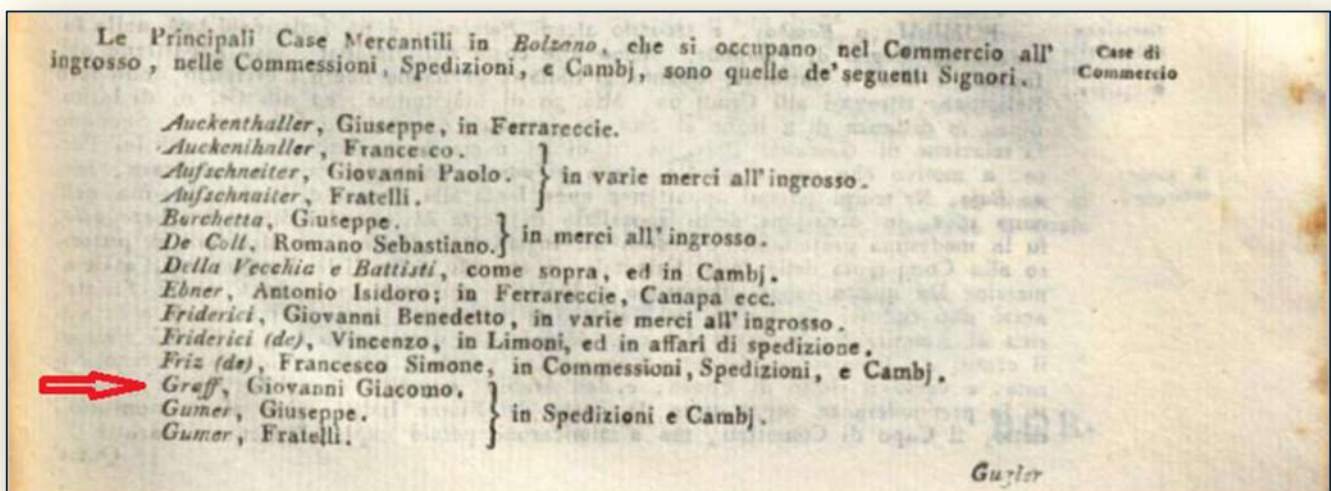 Le Principali Case Mercantili in Bolzano, che si occupano nel Commercio all'
ingrosso, nelle Commessioni, Spedizioni, e Cambj, sono quelle de'seguenti Signori.
Case di
Commercio
Auckenthaller, Giuseppe, in Ferrareccie.
Auckenihaller, Francesco.
Aufschneiter, Giovanni Paolo. } in varie merci all'ingrosso.
Aufschnaiter, Fratelli.
Borchetta, Giuseppe.
De Coll, Romano Sebastiano. } in merci all'ingrosso.
Della Vecchia e Battisti, come sopra, ed in Cambj.
Ebner, Antonio Isidoro; in Ferrareccie, Canapa ecc.
Friderici, Giovanni Benedetto, in varie merci all'ingrosso.
Friderici (de), Vincenzo, in Limoni, ed in affari di spedizione.
Friz (de), Francesco Simone, in Commessioni, Spedizioni, e Cambj.
Graff, Giovanni Giacomo.
Gumer, Giuseppe. } in Spedizioni e Cambj.
Gumer, Fratelli.
Guzler